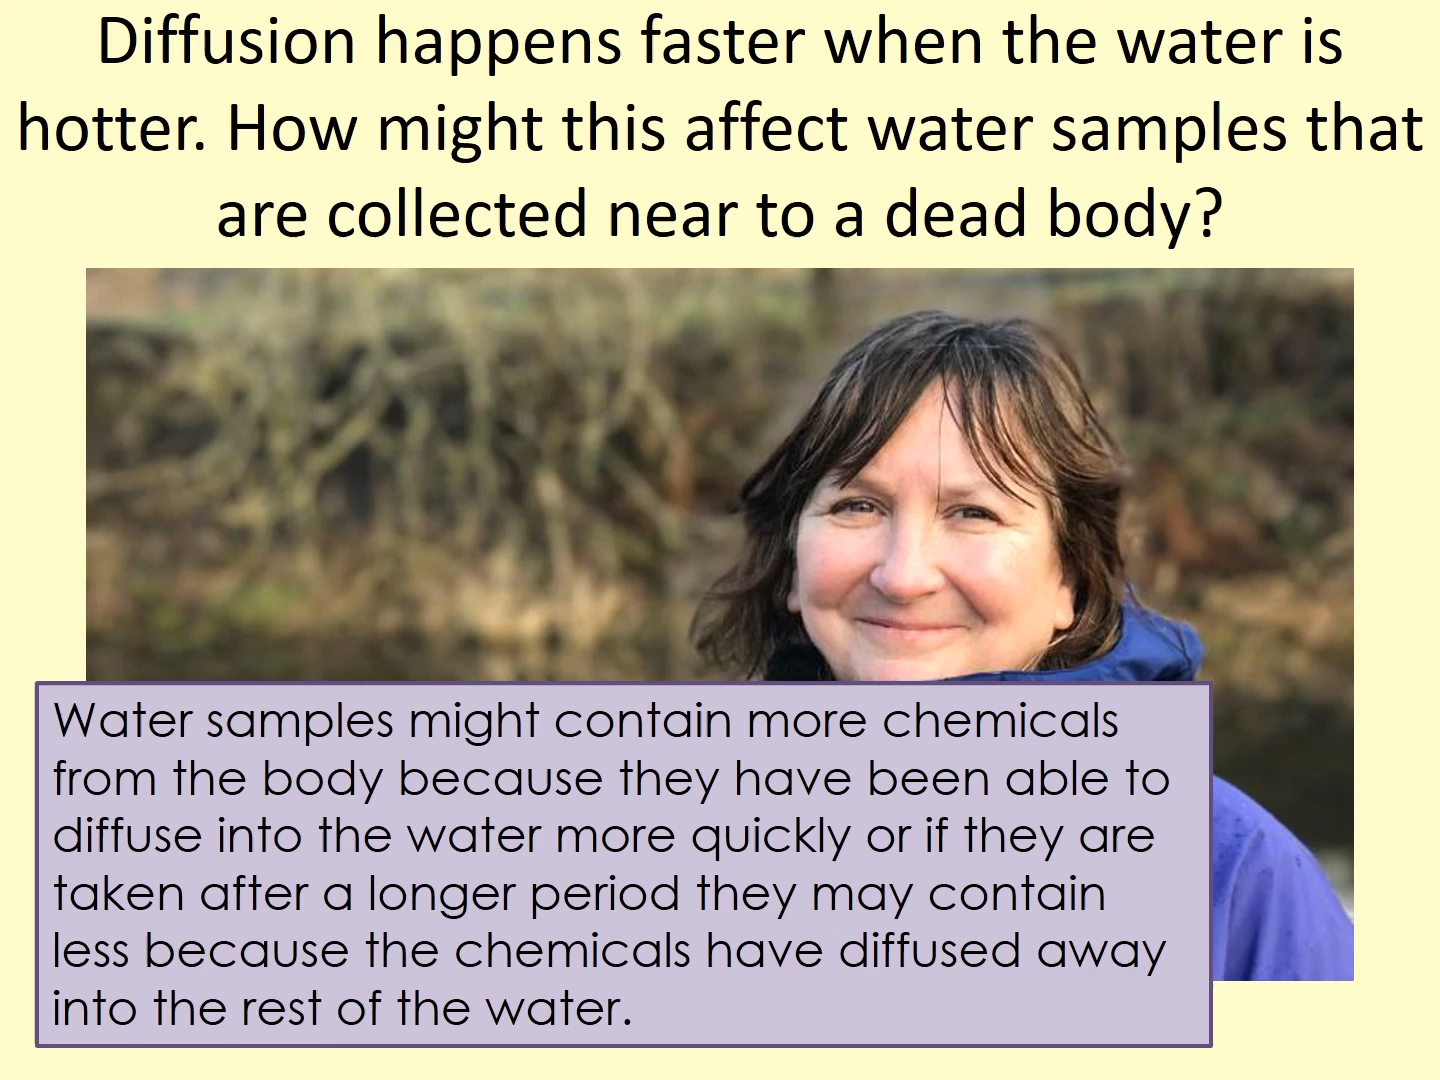 Diffusion happens faster when the water is
hotter. How might this affect water samples that
are collected near to a dead body?
Water samples might contain more chemicals
from the body because they have been able to
diffuse into the water more quickly or if they are
taken after a longer period they may contain
less because the chemicals have diffused away
into the rest of the water.